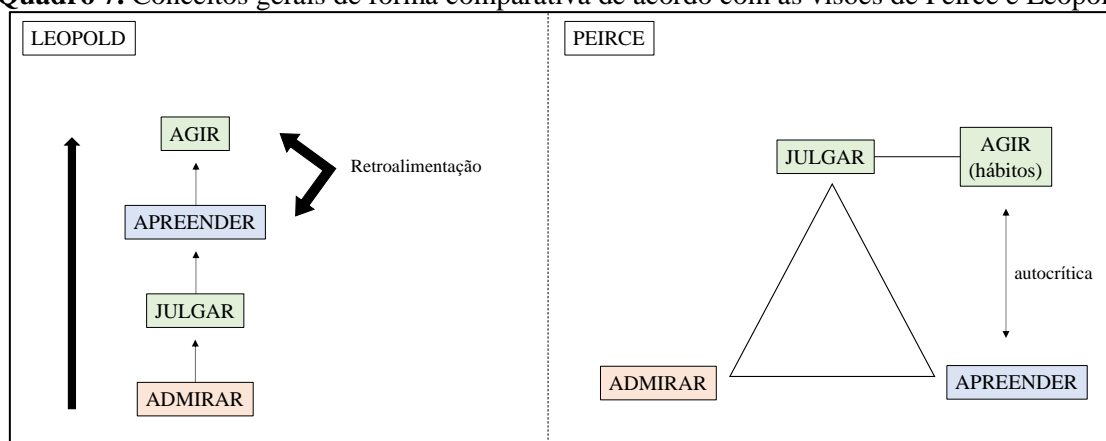 Quadro 7. Conceitos gerais de forma comparativa de acordo com as visões de Peirce e Leopol
LEOPOLD
AGIR
Retroalimentação
APREENDER
JULGAR
ADMIRAR
PEIRCE
JULGAR
AGIR
(hábitos)
autocrítica
ADMIRAR
APREENDER